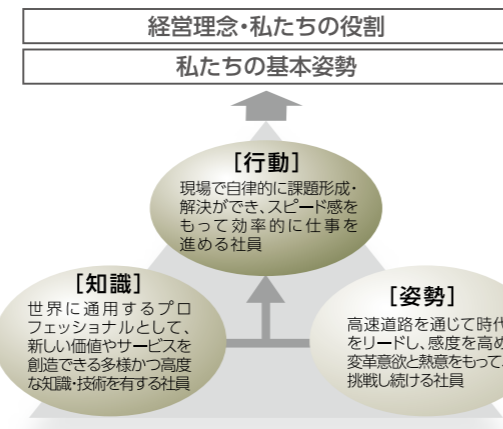 経営理念・私たちの役割
私たちの基本姿勢
[行動]
現場で自律的に課題形成・
解決ができ、スピード感を
もって効率的に仕事を
進める社員
[知識]
世界に通用するプロ
フェッショナルとして、
新しい価値やサービスを
創造できる多様かつ高度
な知識・技術を有する社員
[姿勢]
高速道路を通じて時代
をリードし、感度を高め
変革意欲と熱意をもって、
挑戦し続ける社員